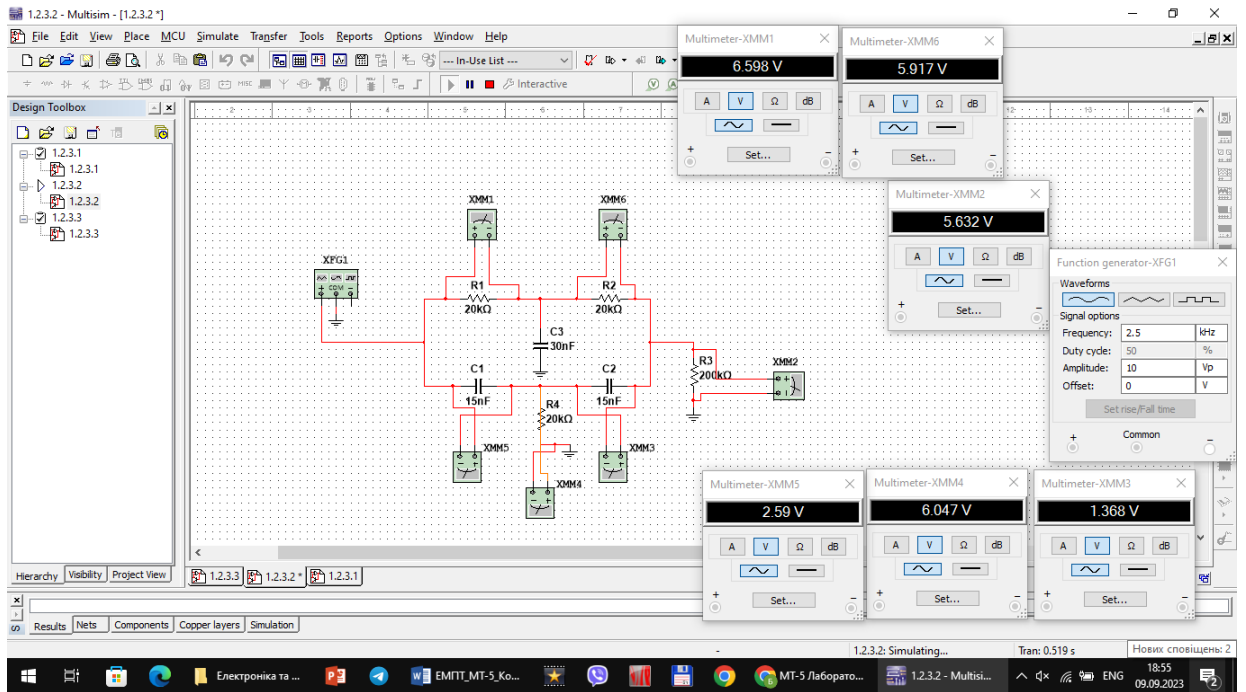 1.2.3.2 - Multisim - [1.2.3.2 *]
File Edit View Place MCU Simulate Transfer Tools Reports Options Window Help
--- In-Use List ---
Interactive
Design Toolbox
1.2.3.1
1.2.3.1
1.2.3.2
1.2.3.2
1.2.3.3
1.2.3.3
Hierarchy Visibility Project View
Multimeter-XMM1
6.598 V
A V Ω dB
+ Set... –
Multimeter-XMM6
5.917 V
A V Ω dB
+ Set... –
Multimeter-XMM2
5.632 V
A V Ω dB
+ Set... –
Function generator-XFG1
Waveforms
Signal options
Frequency: 2.5 kHz
Duty cycle: 50 %
Amplitude: 10 Vp
Offset: 0 V
Set rise/Fall time
+ Common –
XMM1
XMM6
XFG1
COM
R1
20kΩ
R2
20kΩ
C3
30nF
C1
15nF
C2
15nF
R3
200kΩ
XMM2
R4
20kΩ
XMM5
XMM3
XMM4
Multimeter-XMM5
2.59 V
A V Ω dB
+ Set... –
Multimeter-XMM4
6.047 V
A V Ω dB
+ Set... –
Multimeter-XMM3
1.368 V
A V Ω dB
+ Set...
1.2.3.3 1.2.3.2 * 1.2.3.1
Results Nets Components Copper layers Simulation
- 1.2.3.2: Simulating... Tran: 0.519 s
Нових сповіщень: 2
Електроніка та ...
ЕМПТ_МТ-5_Ко...
МТ-5 Лаборато...
1.2.3.2 - Multisi...
ENG
18:55
09.09.2023